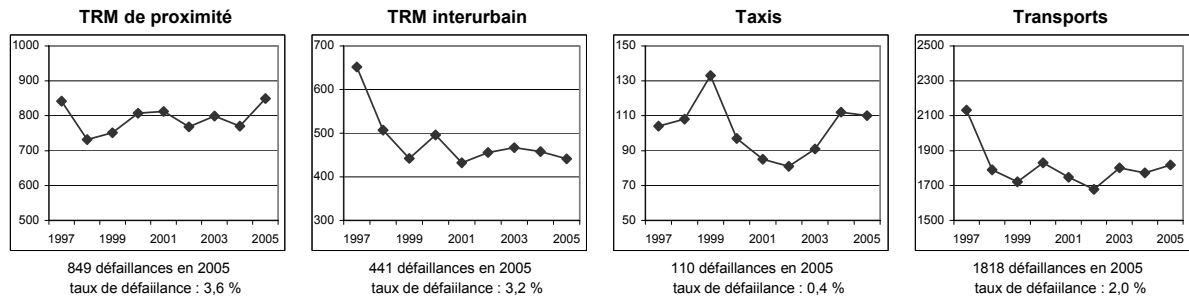 TRM de proximité
1000
900
800
700
600
500
1997 1999 2001 2003 2005
849 défaillances en 2005
taux de défaiilance : 3,6 %
TRM interurbain
700
600
500
400
300
1997 1999 2001 2003 2005
441 défaillances en 2005
taux de défaiilance : 3,2 %
Taxis
150
130
110
90
70
50
1997 1999 2001 2003 2005
110 défaillances en 2005
taux de défaiilance : 0,4 %
Transports
2500
2300
2100
1900
1700
1500
1997 1999 2001 2003 2005
1818 défaillances en 2005
taux de défaiilance : 2,0 %